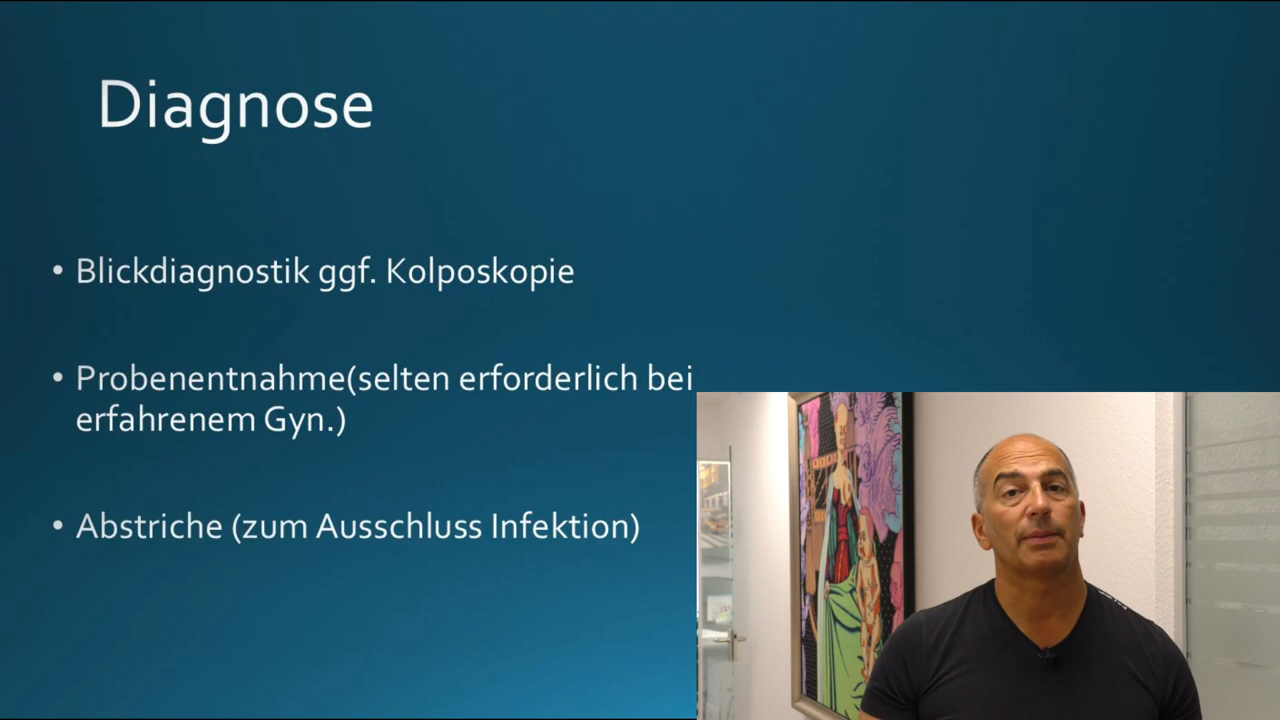 Diagnose
• Blickdiagnostik ggf. Kolposkopie
• Probenentnahme(selten erforderlich bei
erfahrenem Gyn.)
• Abstriche (zum Ausschluss Infektion)